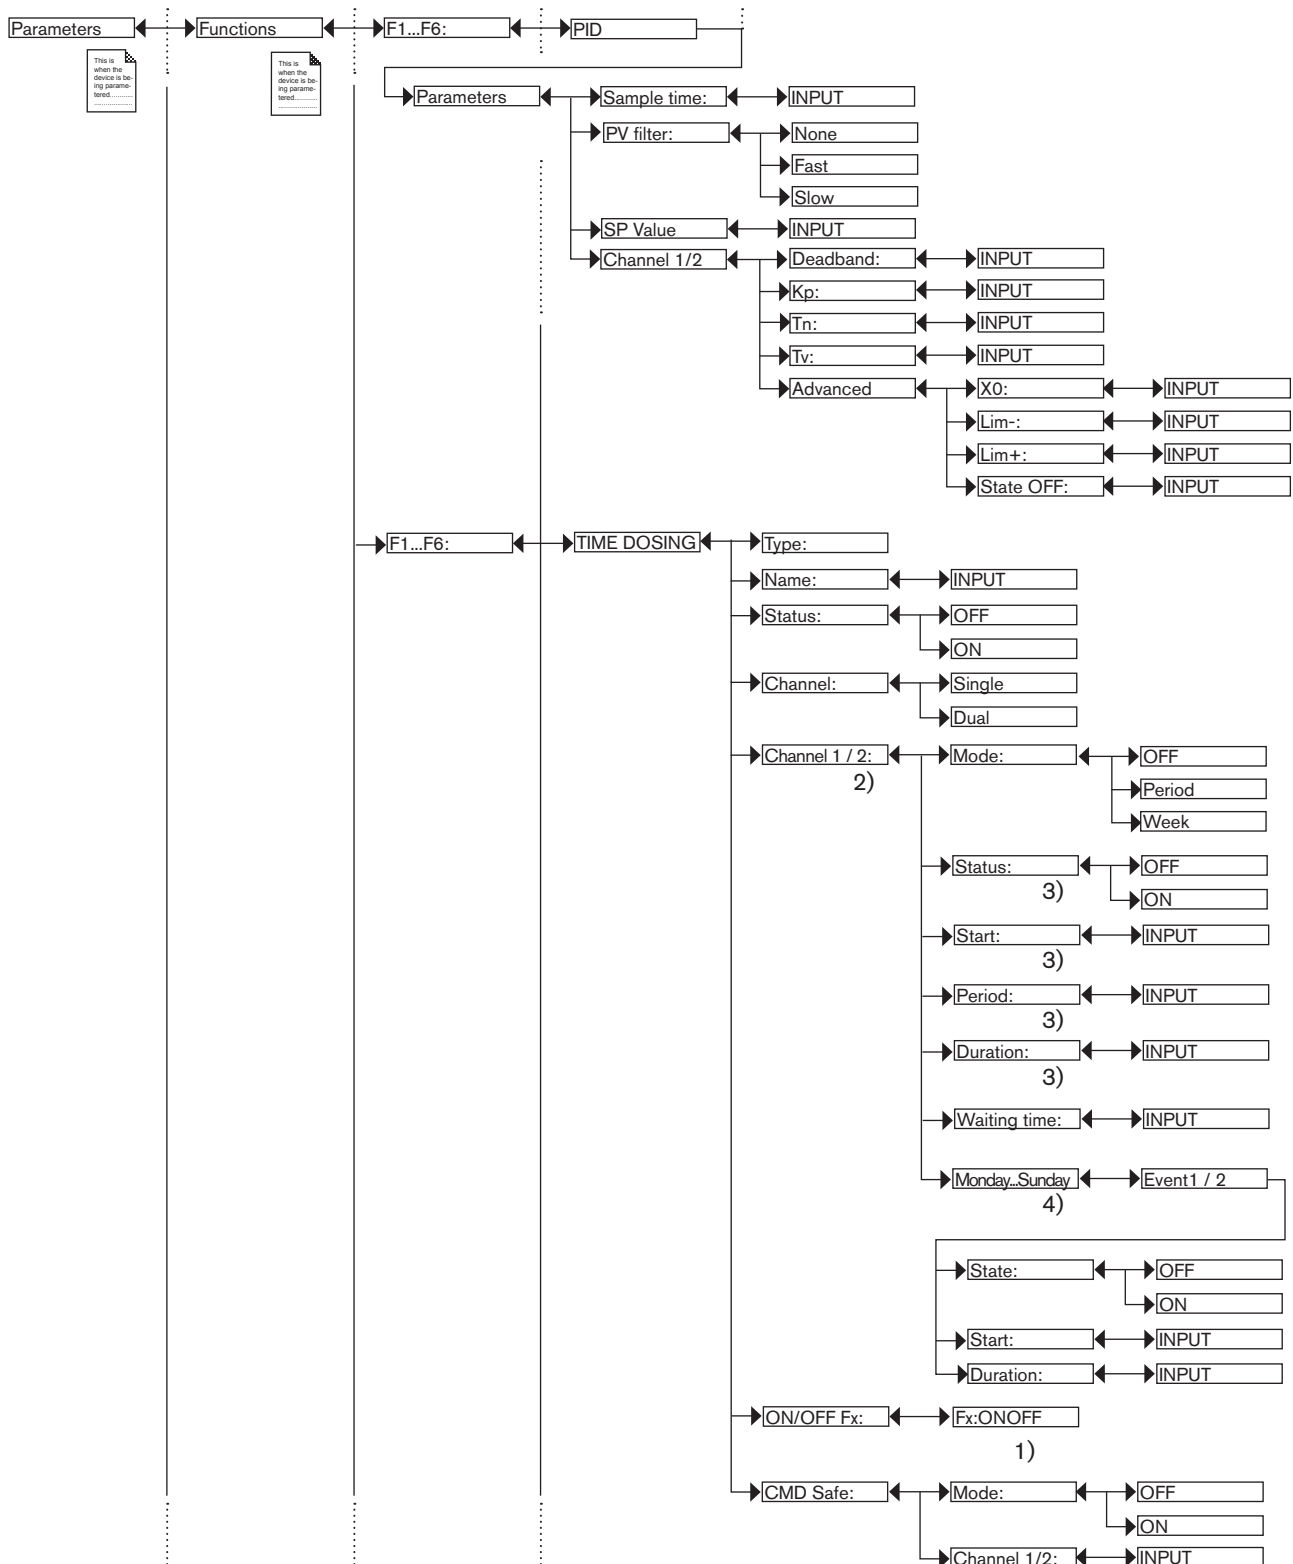 Parameters Functions F1...F6: PID
This is
when the
device is be-
ing parame-
tered............
......................
This is
when the
device is be-
ing parame-
tered............
......................
Parameters Sample time: INPUT
PV filter: None
Fast
Slow
SP Value INPUT
Channel 1/2 Deadband: INPUT
Kp: INPUT
Tn: INPUT
Tv: INPUT
Advanced X0: INPUT
Lim-: INPUT
Lim+: INPUT
State OFF: INPUT
F1...F6: TIME DOSING Type:
Name: INPUT
Status: OFF
ON
Channel: Single
Dual
Channel 1 / 2: Mode: OFF
2)
Period
Week
Status: OFF
3) ON
Start: INPUT
3)
Period: INPUT
3)
Duration: INPUT
3)
Waiting time: INPUT
Monday...Sunday Event1 / 2
4)
State: OFF
ON
Start: INPUT
Duration: INPUT
ON/OFF Fx: Fx:ONOFF
1)
CMD Safe: Mode: OFF
ON
Channel 1/2: INPUT